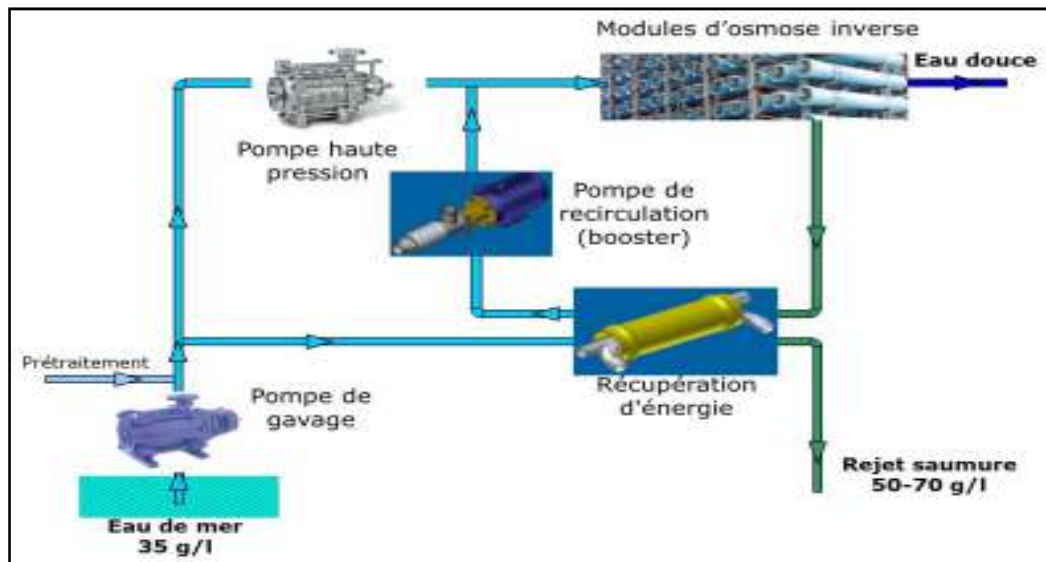 Modules d'osmose inverse
Eau douce
Pompe haute
pression
Pompe de
recirculation
(booster)
Prétraitement
Pompe de
gavage
Récupération
d'énergie
Rejet saumure
50-70 g/l
Eau de mer
35 g/l